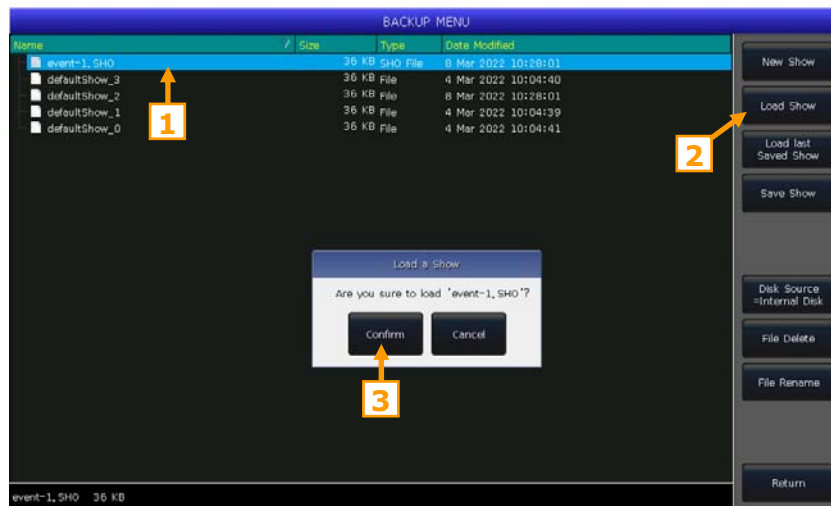 BACKUP MENU
Name / Size Type Date Modified
event-1.SHO 36 KB SHO File 8 Mar 2022 10:28:01
defaultShow_3 36 KB File 4 Mar 2022 10:04:40
defaultShow_2 36 KB File 8 Mar 2022 10:28:01
defaultShow_1 36 KB File 4 Mar 2022 10:04:39
defaultShow_0 36 KB File 4 Mar 2022 10:04:41
1
2
New Show
Load Show
Load last
Saved Show
Save Show
Load a Show
Are you sure to load 'event-1.SHO'?
Confirm Cancel
3
Disk Source
=Internal Disk
File Delete
File Rename
Return
event-1.SHO 36 KB